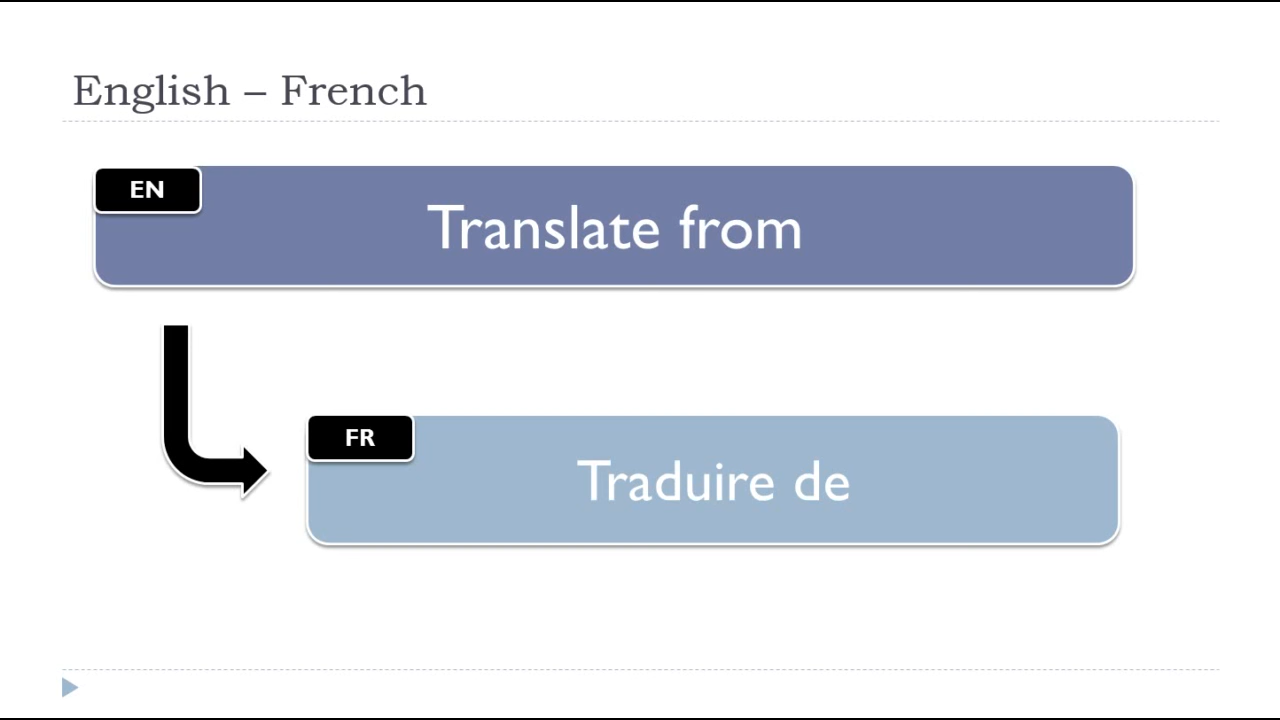 English – French
EN
Translate from
FR
Traduire de